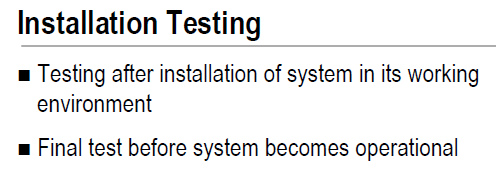 Installation Testing
■ Testing after installation of system in its working
environment
■ Final test before system becomes operational